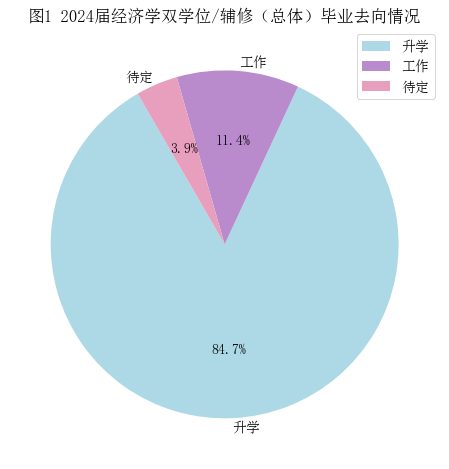 图1 2024届经济学双学位/辅修（总体）毕业去向情况
升学
工作
待定
工作
待定
11.4%
3.9%
84.7%
升学